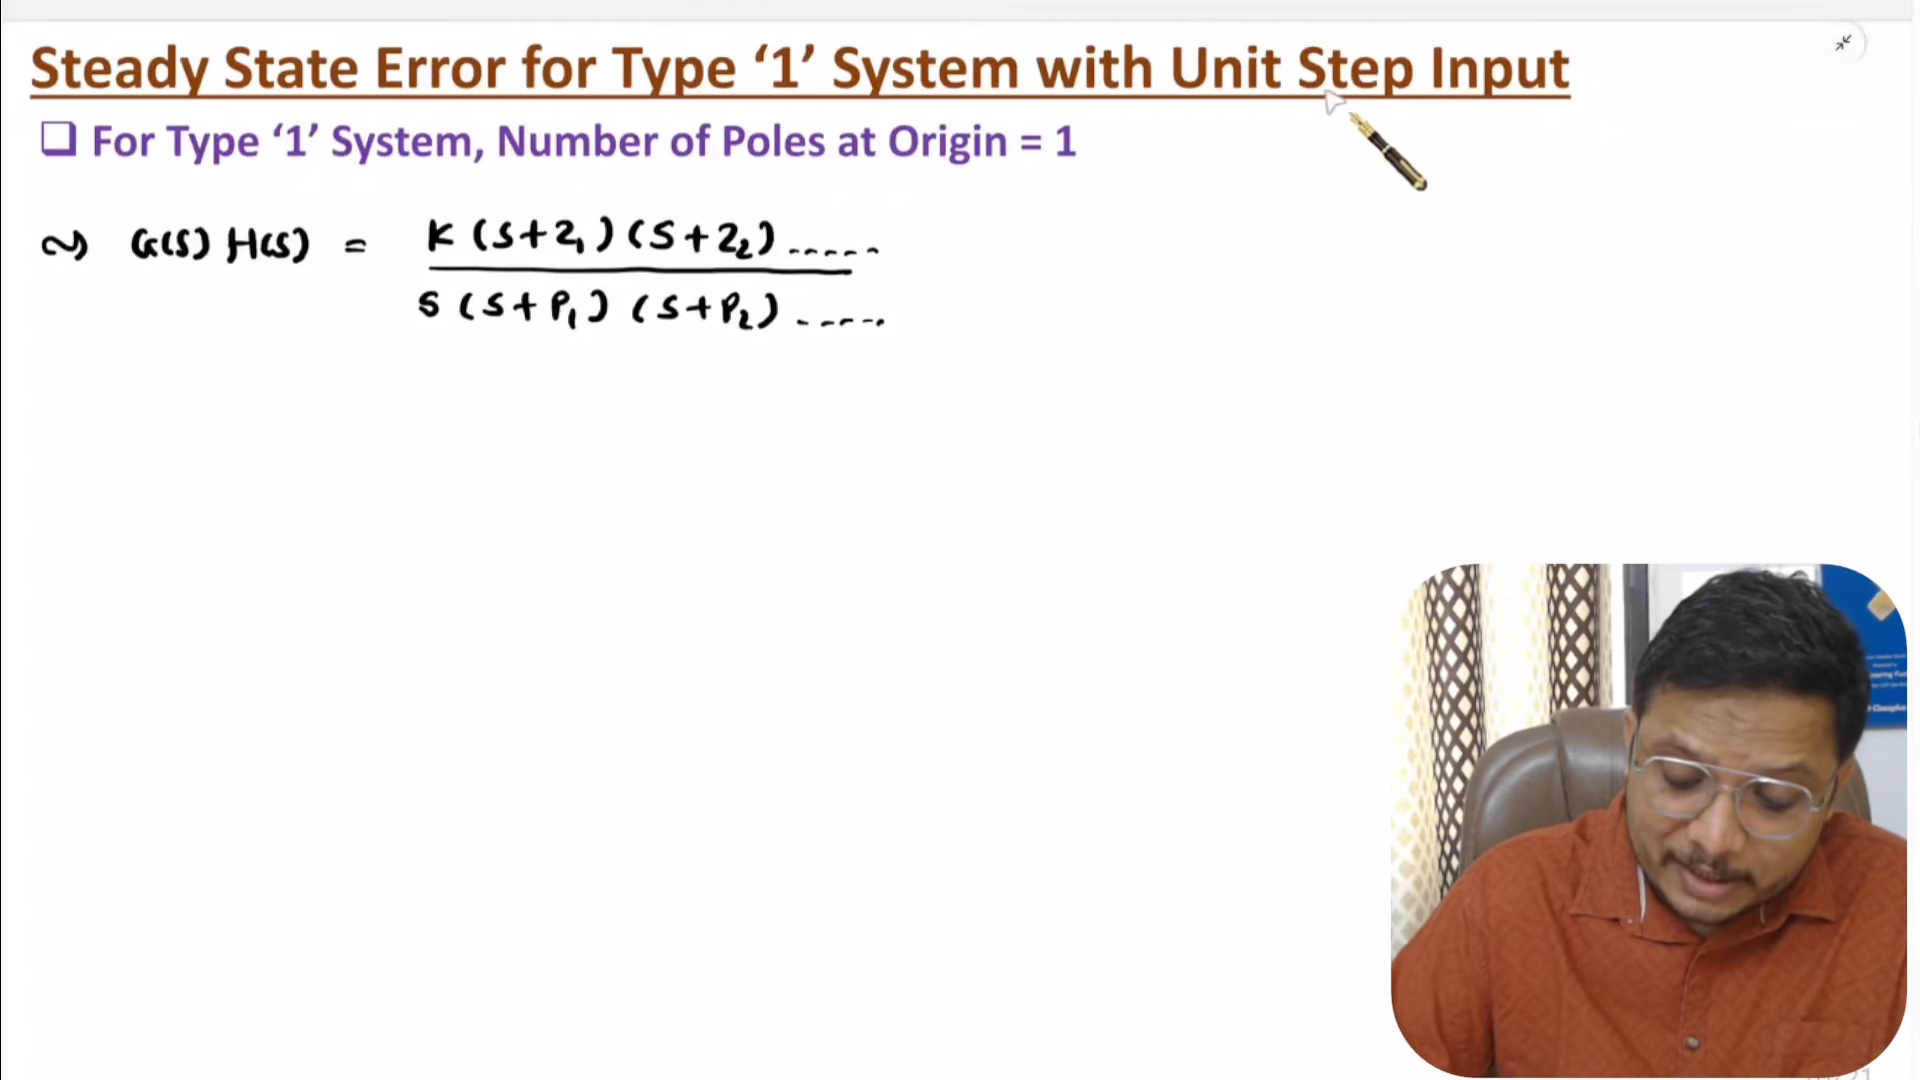 Steady State Error for Type ‘1’ System with Unit Step Input
❑ For Type ‘1’ System, Number of Poles at Origin = 1
G(s) H(s) = K (s+z₁) (s+z₂) .....
s (s+P₁) (s+P₂) .....